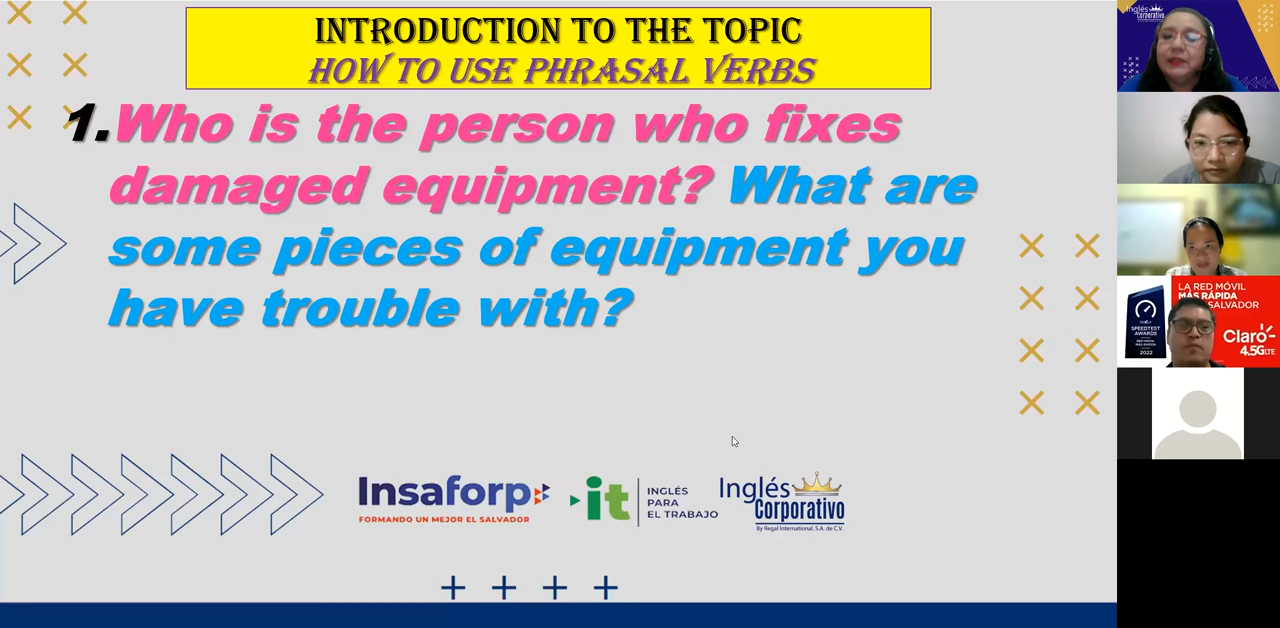 INTRODUCTION TO THE TOPIC
HOW TO USE PHRASAL VERBS
1.Who is the person who fixes
damaged equipment? What are
some pieces of equipment you
have trouble with?
Insaforp
FORMANDO UN MEJOR EL SALVADOR
it
INGLÉS
PARA
EL TRABAJO
Inglés
Corporativo
By Regal International, S.A. de C.V.
Inglés
Corporativo
LA RED MÓVIL
MÁS RÁPIDA
SALVADOR
SPEEDTEST
AWARDS
2022
Claro
4.5G LTE